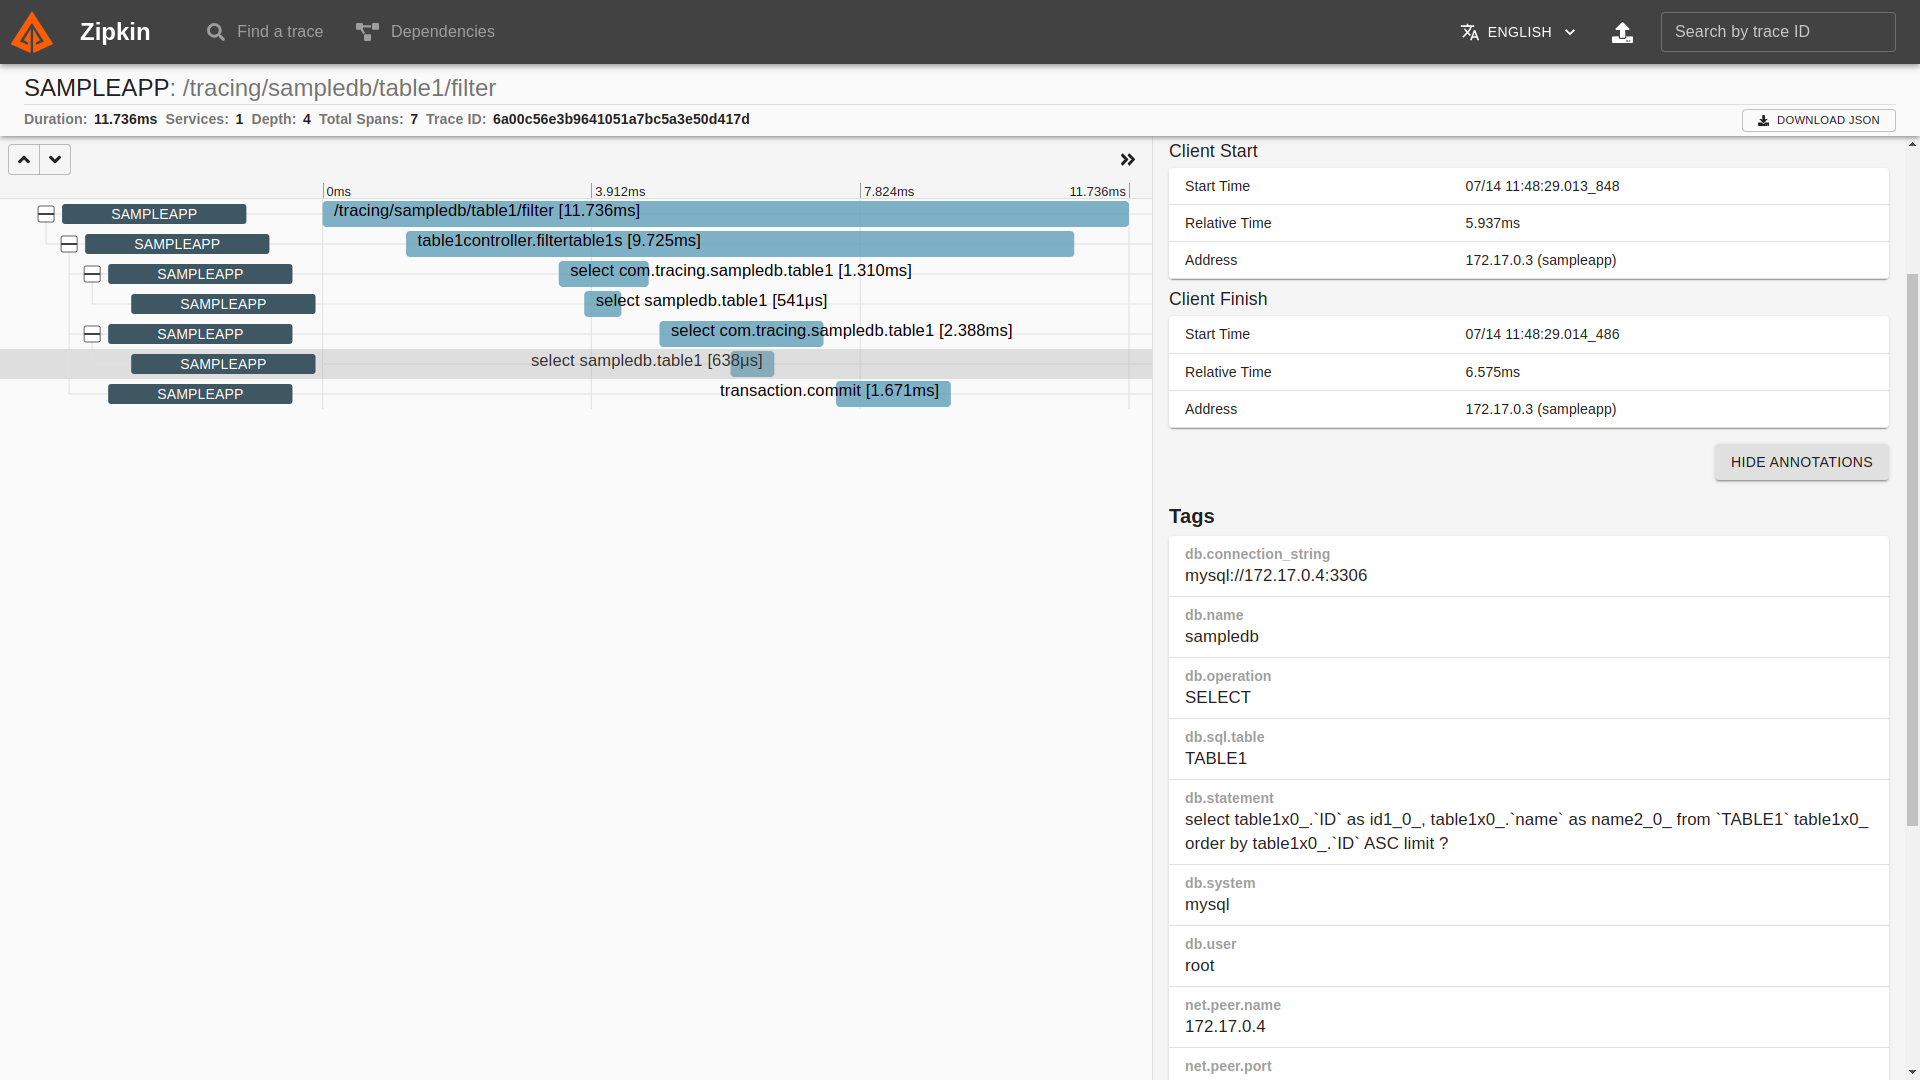 Zipkin
Find a trace
Dependencies
ENGLISH
Search by trace ID
SAMPLEAPP: /tracing/sampledb/table1/filter
Duration: 11.736ms Services: 1 Depth: 4 Total Spans: 7 Trace ID: 6a00c56e3b9641051a7bc5a3e50d417d
DOWNLOAD JSON
0ms 3.912ms 7.824ms 11.736ms
SAMPLEAPP /tracing/sampledb/table1/filter [11.736ms]
SAMPLEAPP table1controller.filtertable1s [9.725ms]
SAMPLEAPP select com.tracing.sampledb.table1 [1.310ms]
SAMPLEAPP select sampledb.table1 [541μs]
SAMPLEAPP select com.tracing.sampledb.table1 [2.388ms]
SAMPLEAPP select sampledb.table1 [638μs]
SAMPLEAPP transaction.commit [1.671ms]
Client Start
Start Time 07/14 11:48:29.013_848
Relative Time 5.937ms
Address 172.17.0.3 (sampleapp)
Client Finish
Start Time 07/14 11:48:29.014_486
Relative Time 6.575ms
Address 172.17.0.3 (sampleapp)
HIDE ANNOTATIONS
Tags
db.connection_string
mysql://172.17.0.4:3306
db.name
sampledb
db.operation
SELECT
db.sql.table
TABLE1
db.statement
select table1x0_.`ID` as id1_0_, table1x0_.`name` as name2_0_ from `TABLE1` table1x0_
order by table1x0_.`ID` ASC limit ?
db.system
mysql
db.user
root
net.peer.name
172.17.0.4
net.peer.port